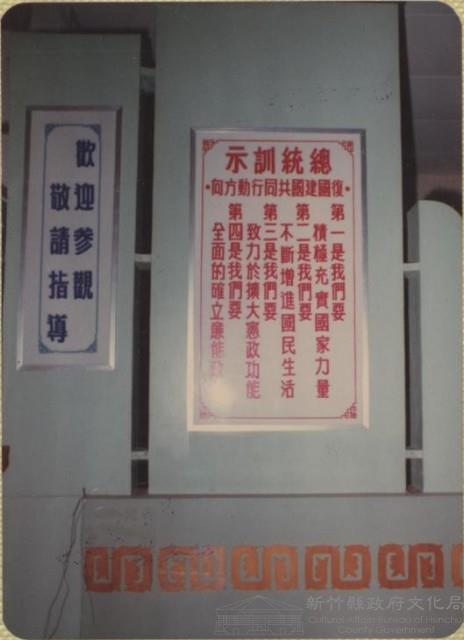 總統訓示
•復國建國共同行動方向•
第一是我們要
積極充實國家力量
第二是我們要
不斷增進國民生活
第三是我們要
致力於擴大憲政功能
第四是我們要
全面的確立廉能政
歡迎參觀
敬請指導
新竹縣政府文化局
Cultural Affairs Bureau of Hsinchu
County Government